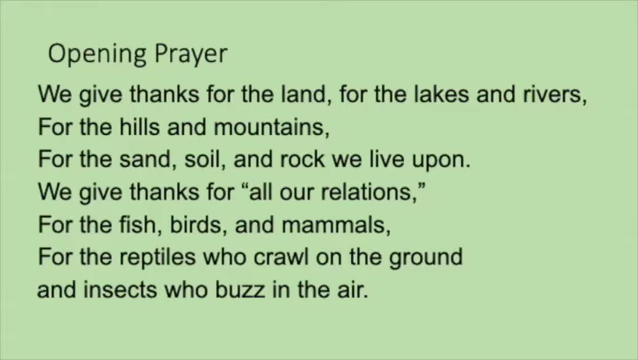 Opening Prayer
We give thanks for the land, for the lakes and rivers,
For the hills and mountains,
For the sand, soil, and rock we live upon.
We give thanks for “all our relations,”
For the fish, birds, and mammals,
For the reptiles who crawl on the ground
and insects who buzz in the air.